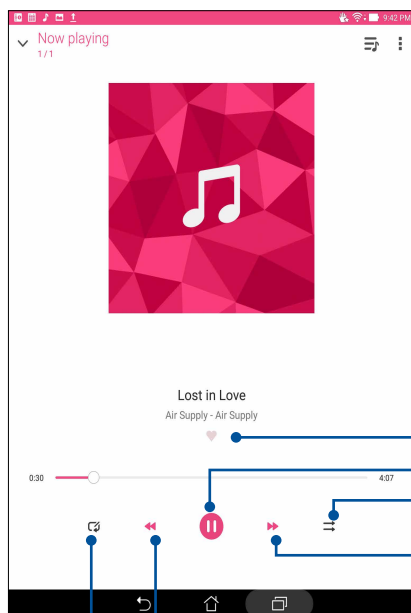 9:42 PM
Now playing
1 / 1
Lost in Love
Air Supply - Air Supply
0:30
4:07